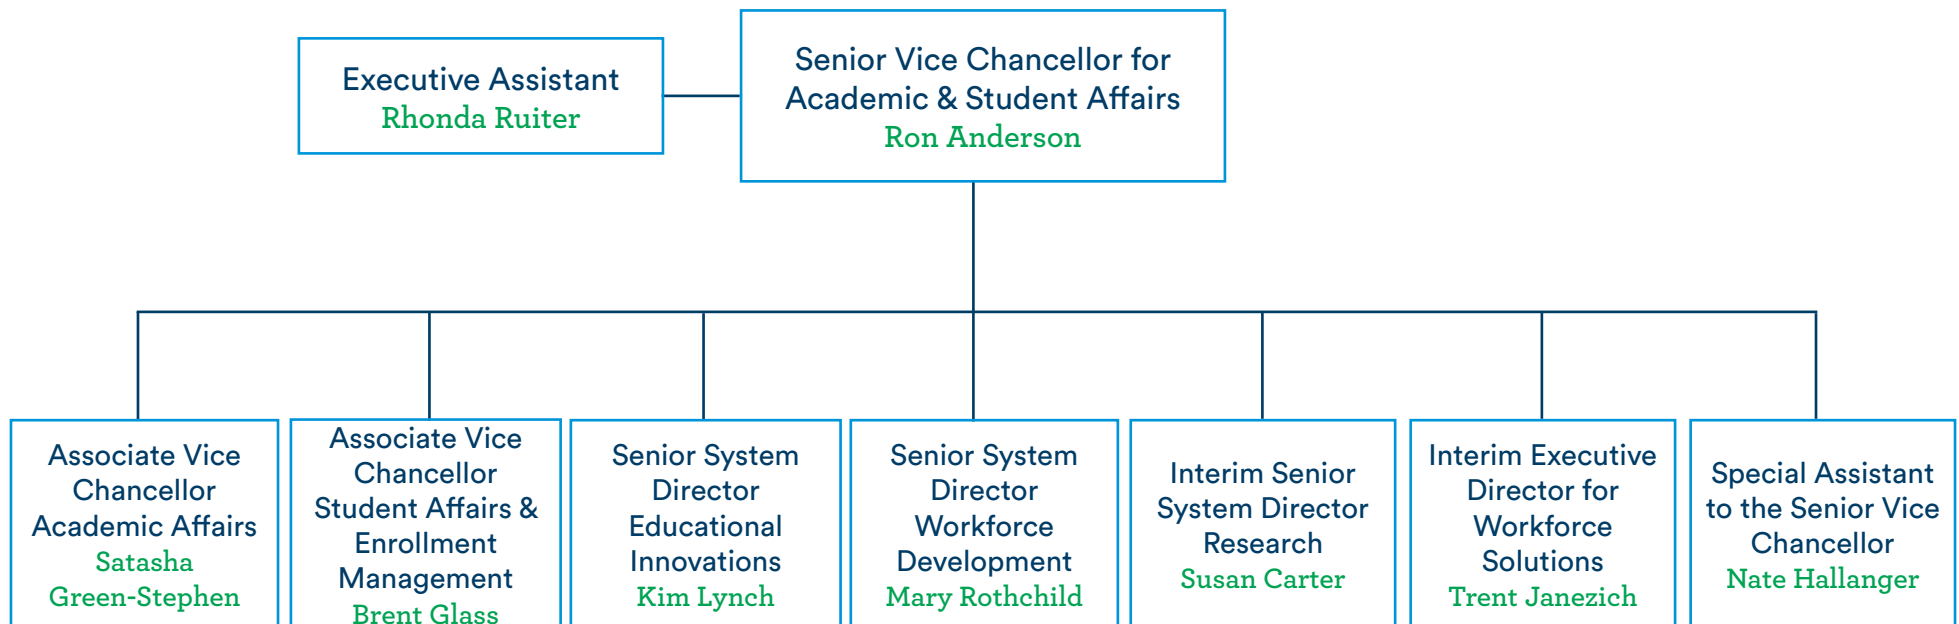 Executive Assistant
Rhonda Ruiter
Senior Vice Chancellor for
Academic & Student Affairs
Ron Anderson
Associate Vice
Chancellor
Academic Affairs
Satasha
Green-Stephen
Associate Vice
Chancellor
Student Affairs &
Enrollment
Management
Brent Glass
Senior System
Director
Educational
Innovations
Kim Lynch
Senior System
Director
Workforce
Development
Mary Rothchild
Interim Senior
System Director
Research
Susan Carter
Interim Executive
Director for
Workforce
Solutions
Trent Janezich
Special Assistant
to the Senior Vice
Chancellor
Nate Hallanger